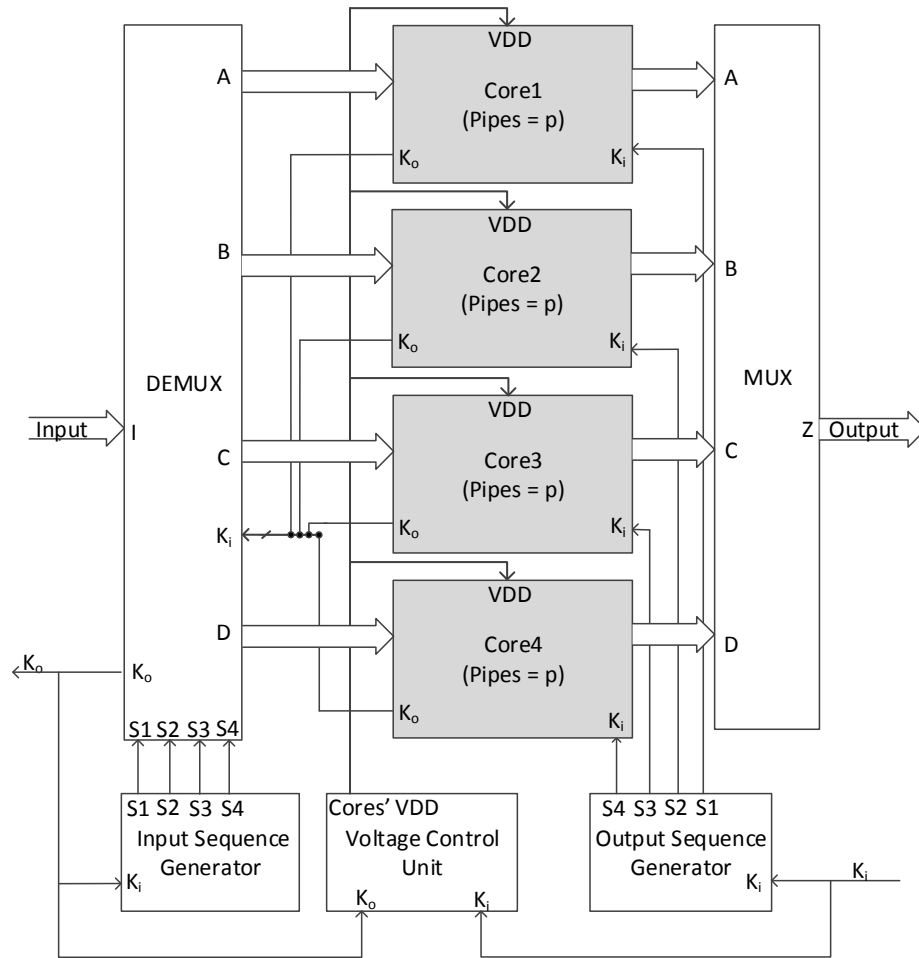 VDD
A
Core1
A
(Pipes = p)
Ko
Ki
VDD
B
Core2
B
(Pipes = p)
Ko
Ki
DEMUX
MUX
VDD
Input
I
Z
Output
C
Core3
C
(Pipes = p)
Ki
Ko
Ki
VDD
D
Core4
D
(Pipes = p)
Ko
Ko
Ko
Ki
S1 S2 S3 S4
S1 S2 S3 S4
Input Sequence
Generator
Ki
Cores' VDD
Voltage Control
Unit
Ko
Ki
S4 S3 S2 S1
Output Sequence
Generator
Ki
Ki